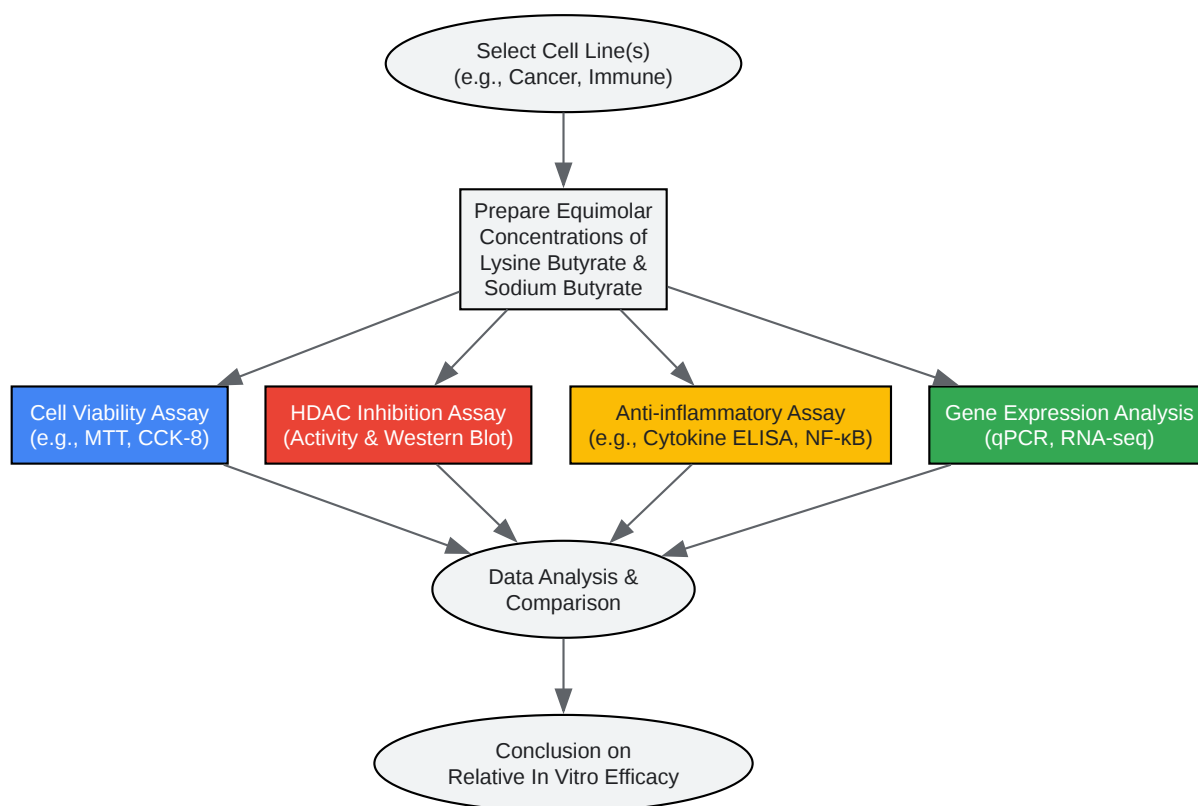 Select Cell Line(s)
(e.g., Cancer, Immune)
Prepare Equimolar
Concentrations of
Lysine Butyrate &
Sodium Butyrate
Cell Viability Assay
(e.g., MTT, CCK-8)
HDAC Inhibition Assay
(Activity & Western Blot)
Anti-inflammatory Assay
(e.g., Cytokine ELISA, NF-κB)
Gene Expression Analysis
(qPCR, RNA-seq)
Data Analysis &
Comparison
Conclusion on
Relative In Vitro Efficacy